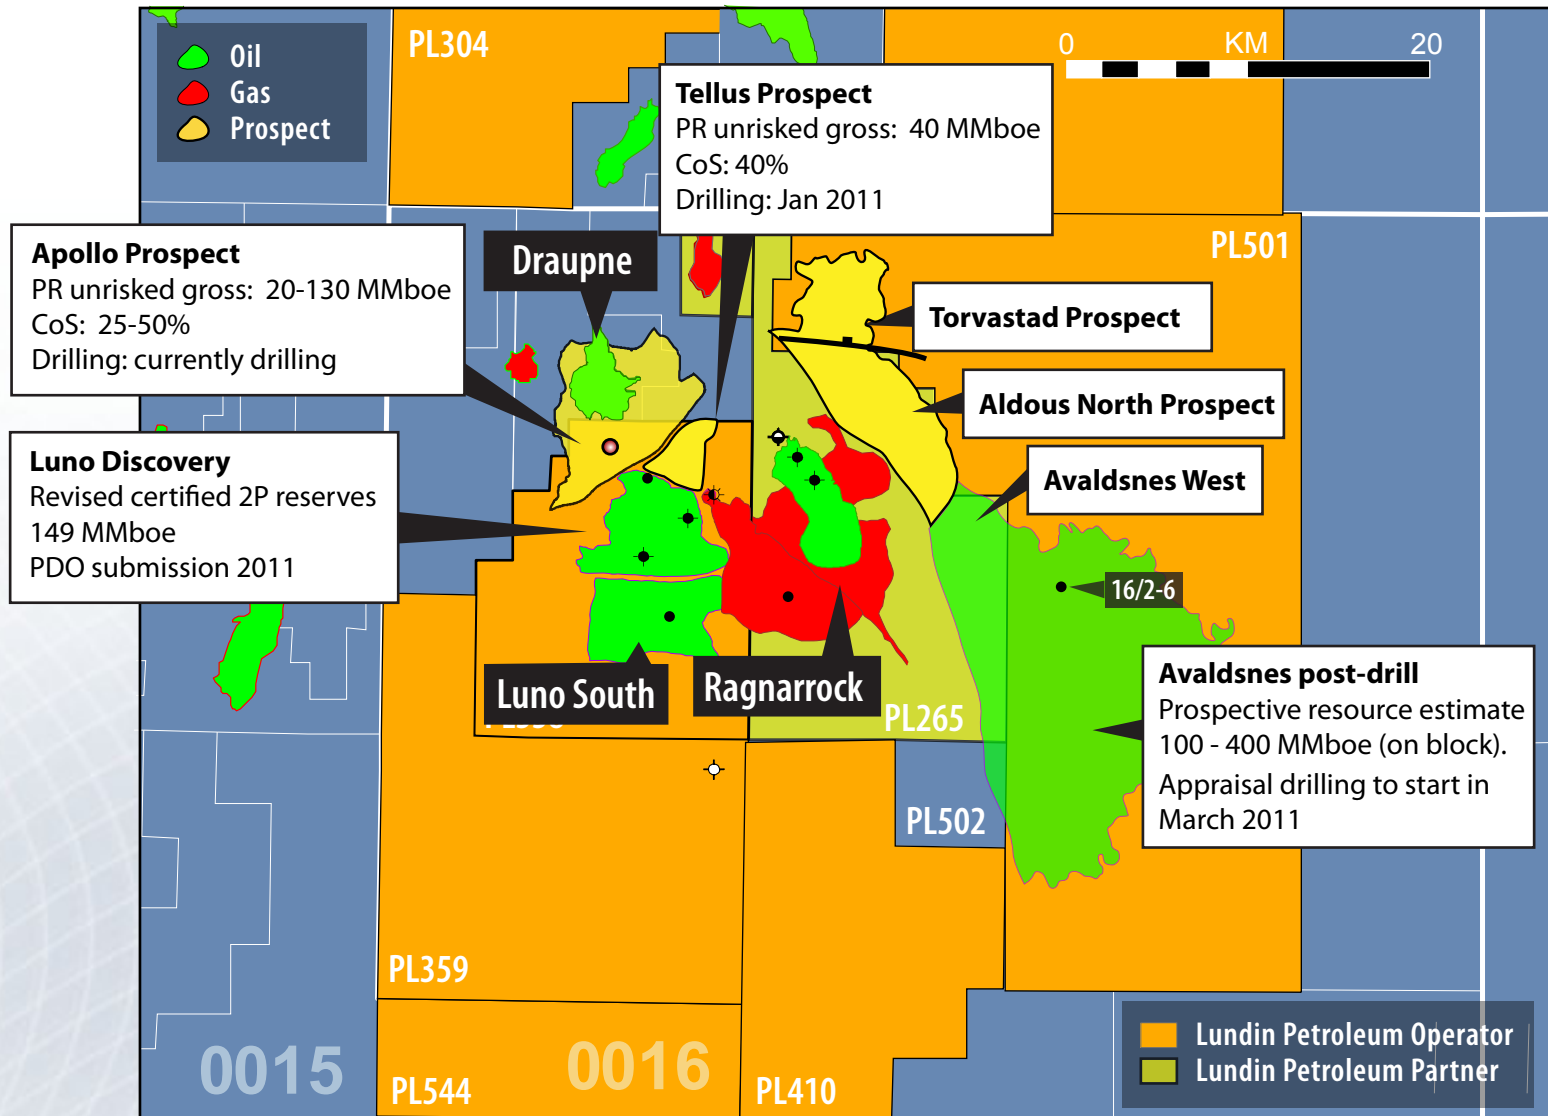 Oil
Gas
Prospect
PL304
0 KM 20
Tellus Prospect
PR unrisked gross: 40 MMboe
CoS: 40%
Drilling: Jan 2011
PL501
Apollo Prospect
PR unrisked gross: 20-130 MMboe
CoS: 25-50%
Drilling: currently drilling
Draupne
Torvastad Prospect
Aldous North Prospect
Luno Discovery
Revised certified 2P reserves
149 MMboe
PDO submission 2011
Avaldsnes West
16/2-6
Luno South
Ragnarrock
PL265
Avaldsnes post-drill
Prospective resource estimate
100 - 400 MMboe (on block).
Appraisal drilling to start in
March 2011
PL502
PL359
0015
0016
PL544
PL410
Lundin Petroleum Operator
Lundin Petroleum Partner